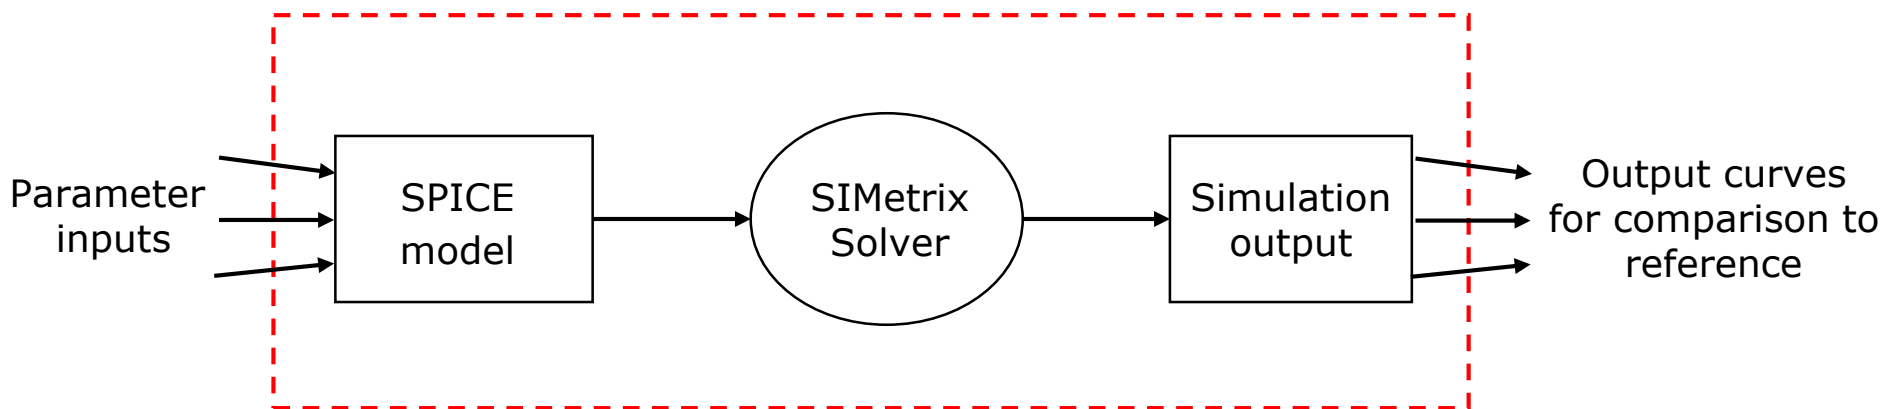 Parameter
inputs
SPICE
model
SIMetrix
Solver
Simulation
output
Output curves
for comparison to
reference